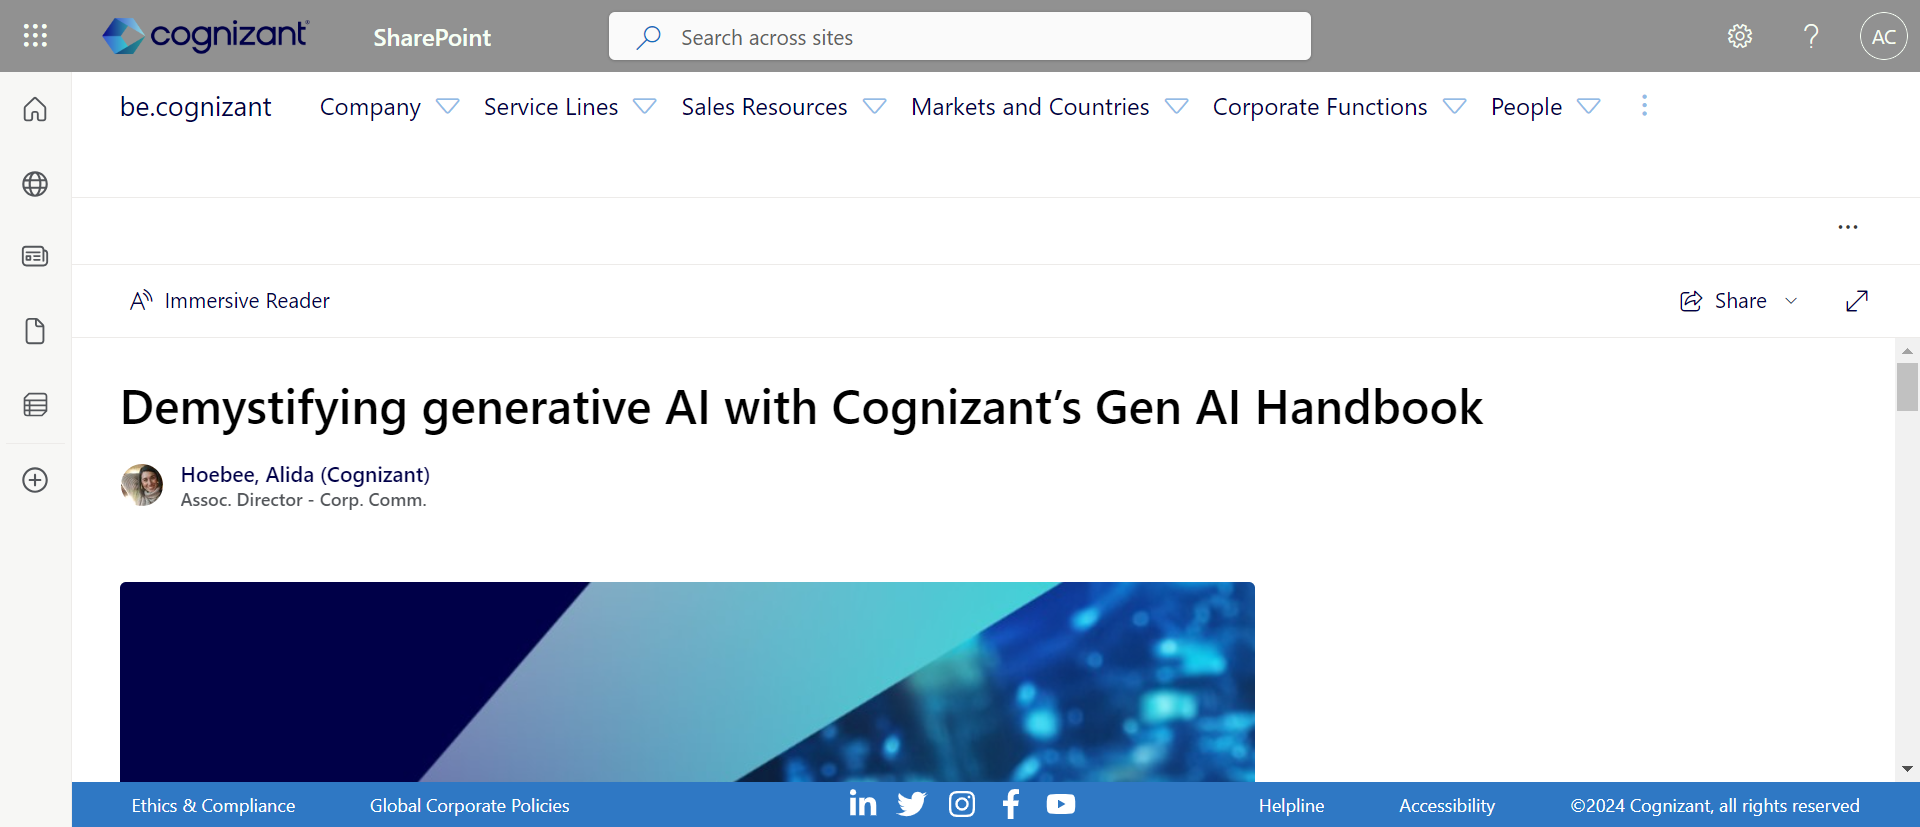 cognizant
SharePoint
Search across sites
AC
be.cognizant
Company
Service Lines
Sales Resources
Markets and Countries
Corporate Functions
People
Immersive Reader
Share
Demystifying generative AI with Cognizant’s Gen AI Handbook
Hoebee, Alida (Cognizant)
Assoc. Director - Corp. Comm.
Ethics & Compliance
Global Corporate Policies
Helpline
Accessibility
©2024 Cognizant, all rights reserved